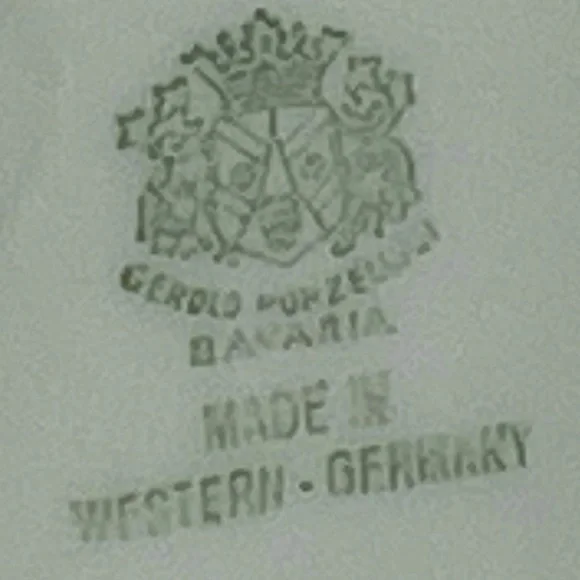 GEROLD PORZELLAN
BAVARIA
MADE IN
WESTERN-GERMANY